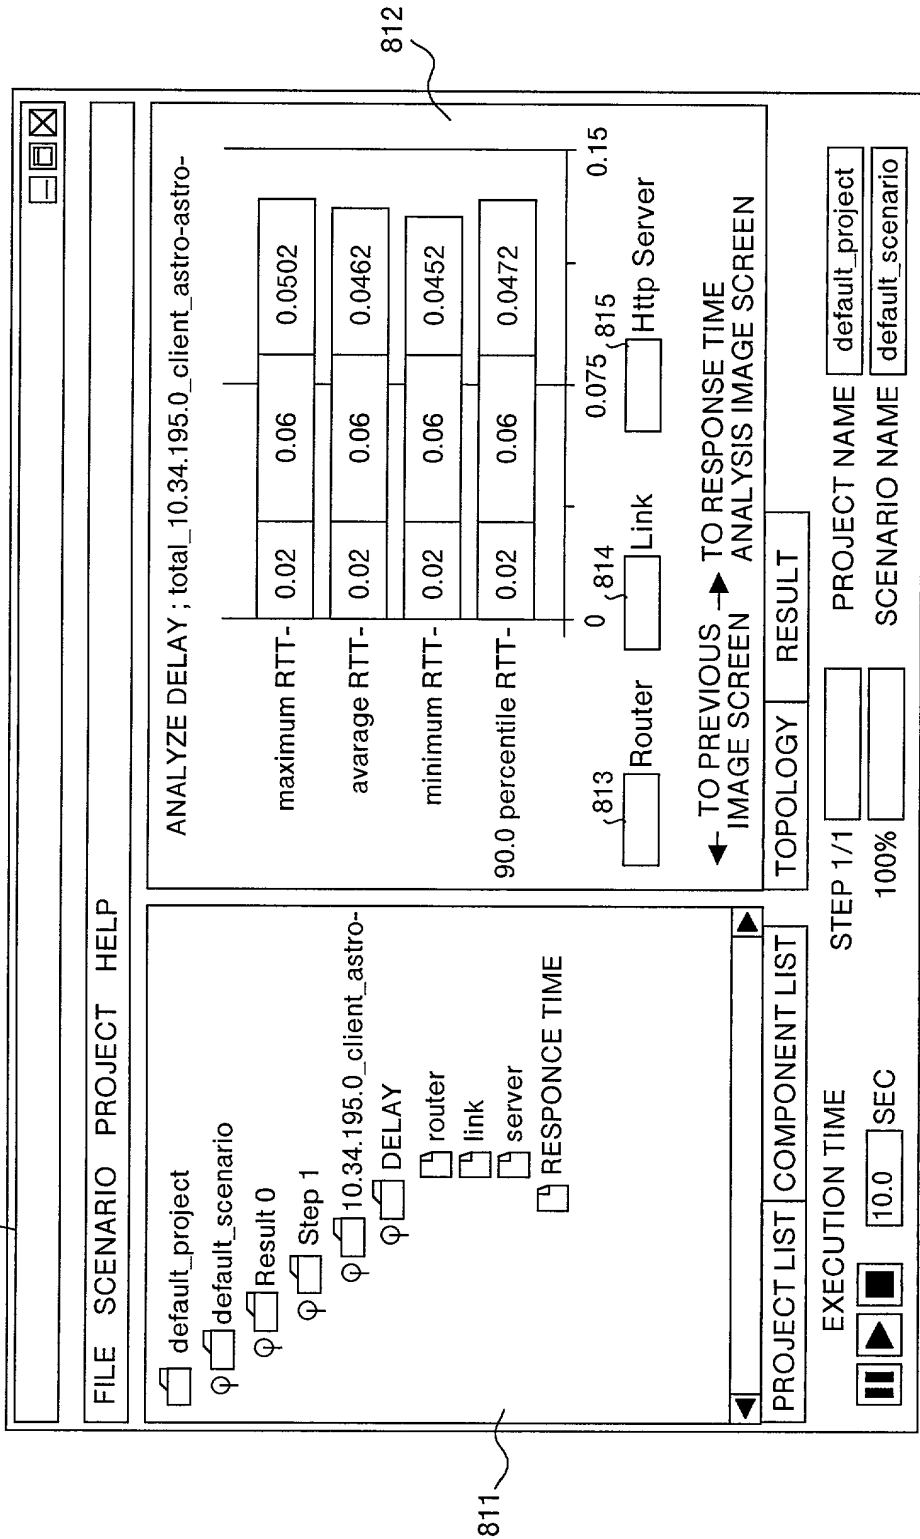 812
FILE SCENARIO PROJECT HELP
default_project
default_scenario
Result 0
Step 1
10.34.195.0_client_astro-
DELAY
router
link
server
RESPONCE TIME
811
PROJECT LIST COMPONENT LIST
ANALYZE DELAY ; total_10.34.195.0_client_astro-astro-
maximum RTT- 0.02 0.06 0.0502
avarage RTT- 0.02 0.06 0.0462
minimum RTT- 0.02 0.06 0.0452
90.0 percentile RTT- 0.02 0.06 0.0472
0 0.075 0.15
813 Router 814 Link 815 Http Server
TO PREVIOUS IMAGE SCREEN
TO RESPONSE TIME ANALYSIS IMAGE SCREEN
TOPOLOGY RESULT
EXECUTION TIME
10.0 SEC
STEP 1/1
100%
PROJECT NAME default_project
SCENARIO NAME default_scenario